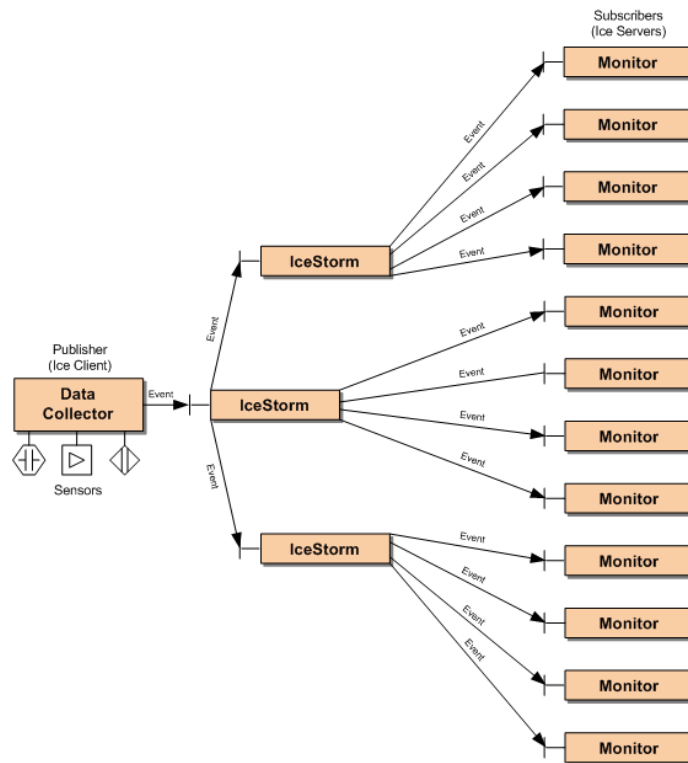 Subscribers
(Ice Servers)
Monitor
Event
Monitor
Event
Monitor
Event
Monitor
Event
IceStorm
Monitor
Event
Event
Publisher
(Ice Client)
Monitor
Event
Data
Collector
Event
IceStorm
Monitor
Event
Sensors
Event
Monitor
Event
IceStorm
Monitor
Event
Monitor
Event
Monitor
Event
Monitor
Event